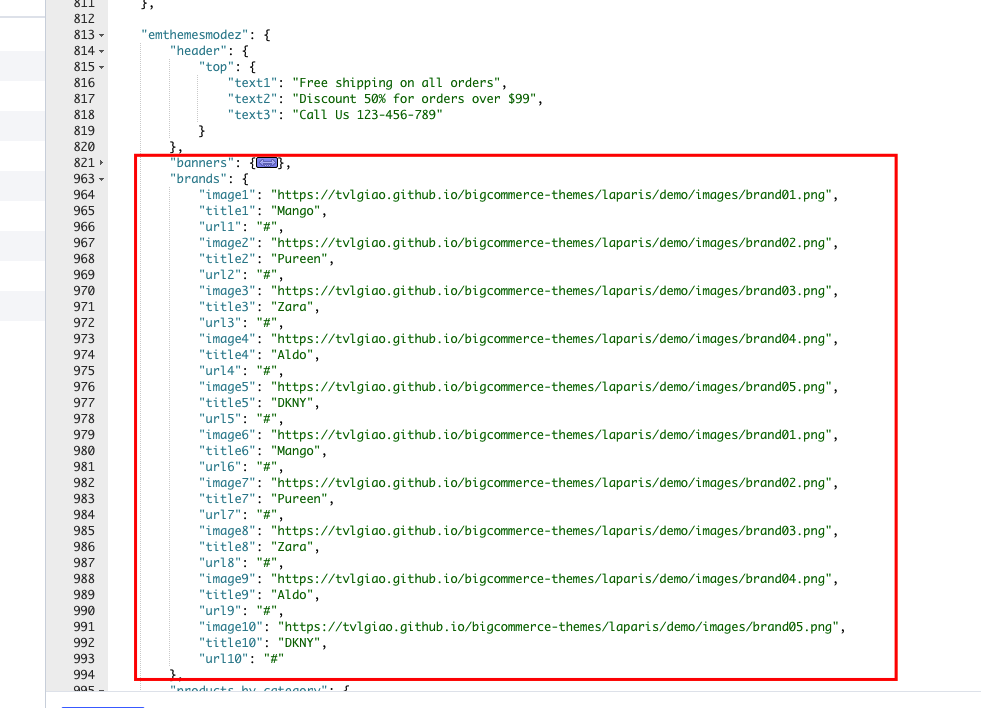 811 },
812
813 "emthemesmodez": {
814 "header": {
815 "top": {
816 "text1": "Free shipping on all orders",
817 "text2": "Discount 50% for orders over $99",
818 "text3": "Call Us 123-456-789"
819 }
820 },
821 "banners": {},
963 "brands": {
964 "image1": "https://tvlgiao.github.io/bigcommerce-themes/laparis/demo/images/brand01.png",
965 "title1": "Mango",
966 "url1": "#",
967 "image2": "https://tvlgiao.github.io/bigcommerce-themes/laparis/demo/images/brand02.png",
968 "title2": "Pureen",
969 "url2": "#",
970 "image3": "https://tvlgiao.github.io/bigcommerce-themes/laparis/demo/images/brand03.png",
971 "title3": "Zara",
972 "url3": "#",
973 "image4": "https://tvlgiao.github.io/bigcommerce-themes/laparis/demo/images/brand04.png",
974 "title4": "Aldo",
975 "url4": "#",
976 "image5": "https://tvlgiao.github.io/bigcommerce-themes/laparis/demo/images/brand05.png",
977 "title5": "DKNY",
978 "url5": "#",
979 "image6": "https://tvlgiao.github.io/bigcommerce-themes/laparis/demo/images/brand01.png",
980 "title6": "Mango",
981 "url6": "#",
982 "image7": "https://tvlgiao.github.io/bigcommerce-themes/laparis/demo/images/brand02.png",
983 "title7": "Pureen",
984 "url7": "#",
985 "image8": "https://tvlgiao.github.io/bigcommerce-themes/laparis/demo/images/brand03.png",
986 "title8": "Zara",
987 "url8": "#",
988 "image9": "https://tvlgiao.github.io/bigcommerce-themes/laparis/demo/images/brand04.png",
989 "title9": "Aldo",
990 "url9": "#",
991 "image10": "https://tvlgiao.github.io/bigcommerce-themes/laparis/demo/images/brand05.png",
992 "title10": "DKNY",
993 "url10": "#"
994 },
995 "products_by_category": {